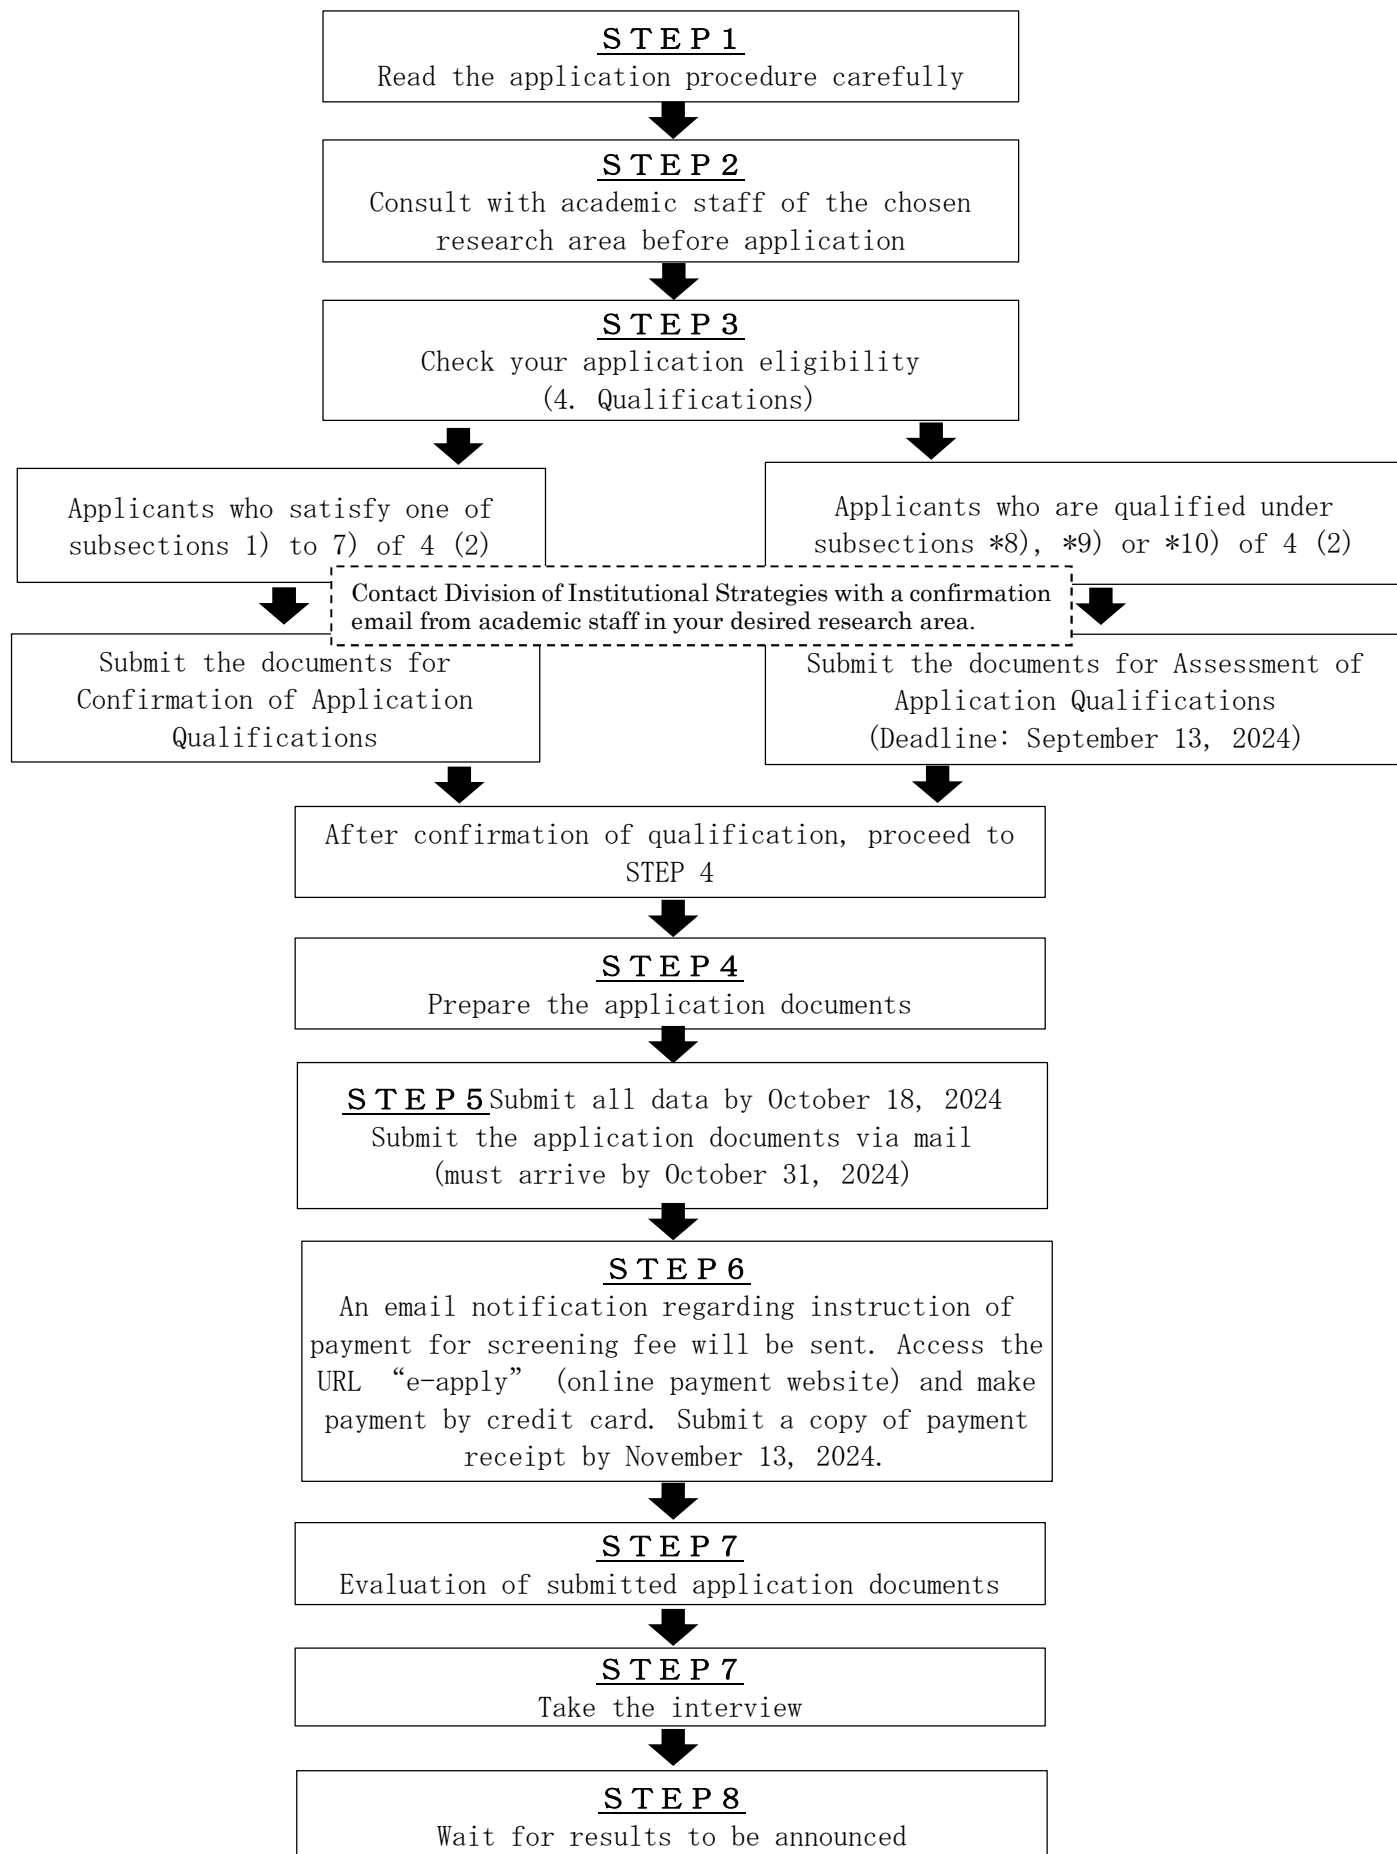 STEP1
Read the application procedure carefully
STEP2
Consult with academic staff of the chosen
research area before application
STEP3
Check your application eligibility
(4. Qualifications)
Applicants who satisfy one of
subsections 1) to 7) of 4 (2)
Applicants who are qualified under
subsections *8), *9) or *10) of 4 (2)
Contact Division of Institutional Strategies with a confirmation
email from academic staff in your desired research area.
Submit the documents for
Confirmation of Application
Qualifications
Submit the documents for Assessment of
Application Qualifications
(Deadline: September 13, 2024)
After confirmation of qualification, proceed to
STEP 4
STEP4
Prepare the application documents
STEP5 Submit all data by October 18, 2024
Submit the application documents via mail
(must arrive by October 31, 2024)
STEP6
An email notification regarding instruction of
payment for screening fee will be sent. Access the
URL “e-apply” (online payment website) and make
payment by credit card. Submit a copy of payment
receipt by November 13, 2024.
STEP7
Evaluation of submitted application documents
STEP7
Take the interview
STEP8
Wait for results to be announced